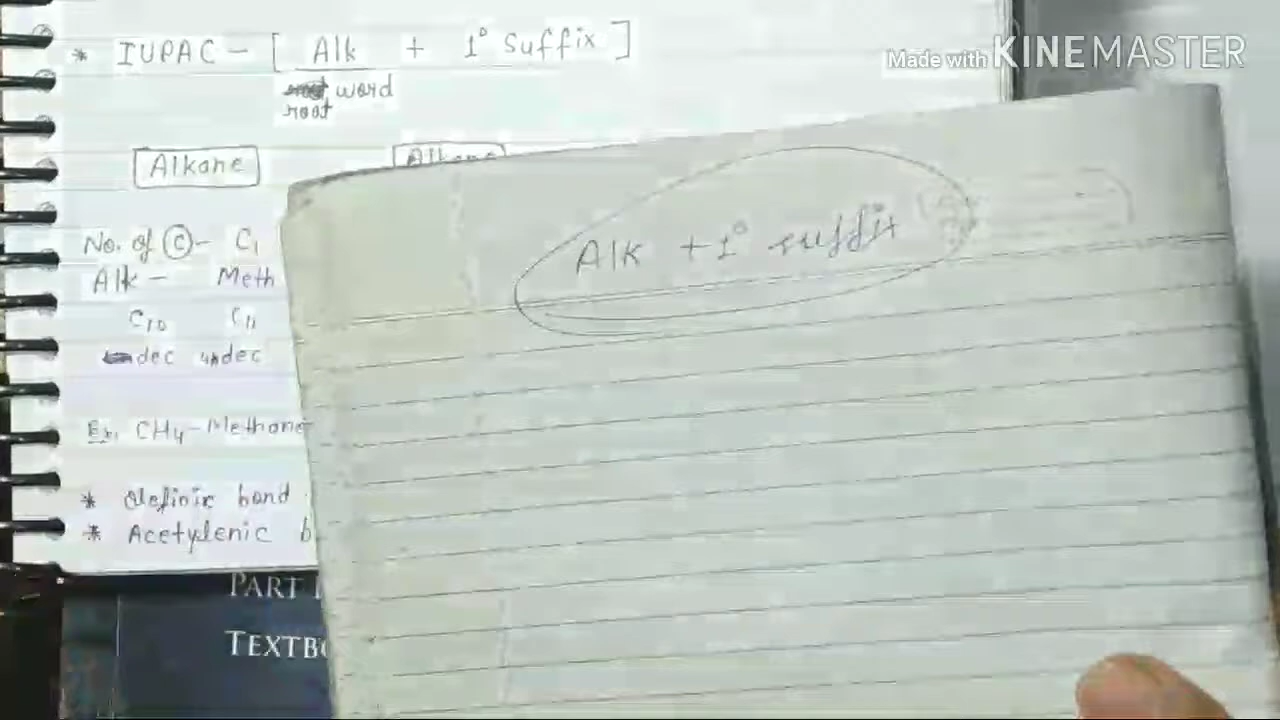 * IUPAC - [ Alk + 1° Suffix ]
word
root
Made with KINEMASTER
Alkane
Alk + 1° suffix
No. of C - C1
Alk - Meth
C10 C11
dec undec
Ex. CH4 - Methane
* Olefinic bond
* Acetylenic b
PART I
TEXTBO